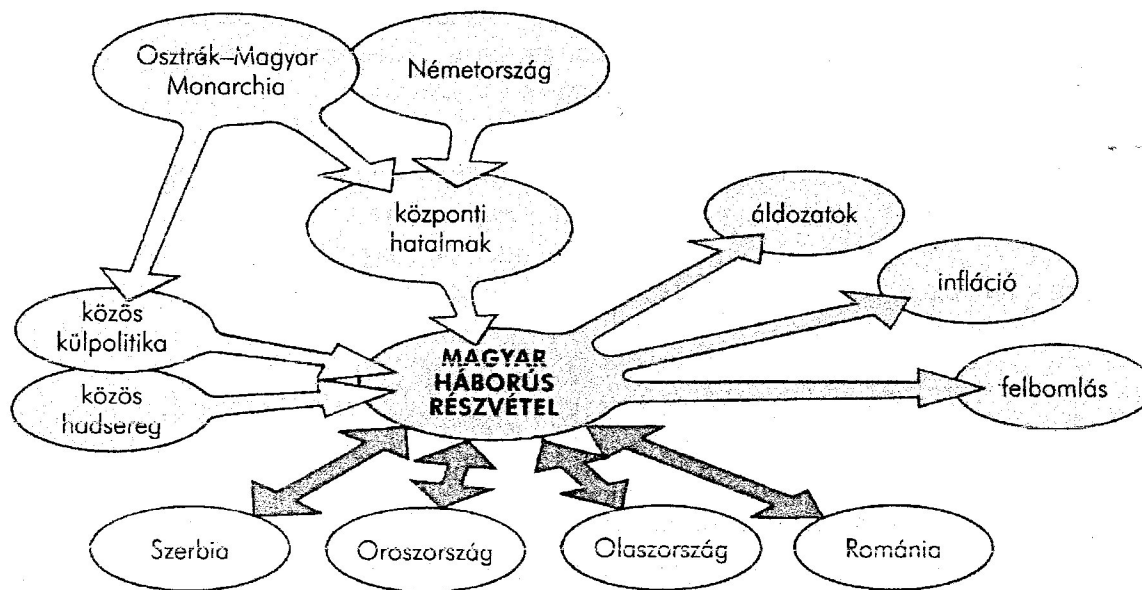 Osztrák–Magyar
Monarchia
Németország
központi
hatalmak
áldozatok
infláció
közös
külpolitika
MAGYAR
HÁBORÚS
RÉSZVÉTEL
felbomlás
közös
hadsereg
Szerbia
Oroszország
Olaszország
Románia